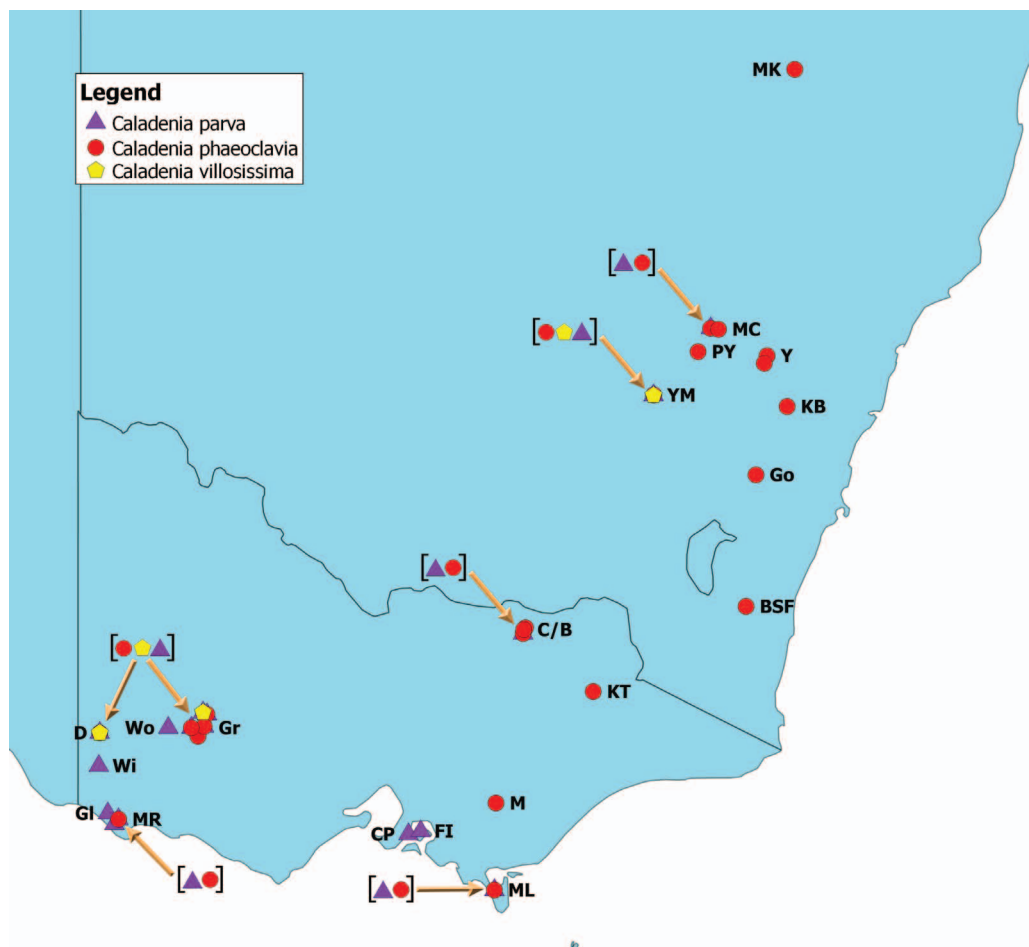 MK
Legend
Caladenia parva
Caladenia phaeoclavia
Caladenia villosissima
[ ]
MC
[ ]
PY
Y
YM
KB
Go
[ ]
C/B
BSF
[ ]
KT
D
Wo
Gr
Wi
Gl
MR
M
CP
FI
[ ]
[ ]
ML